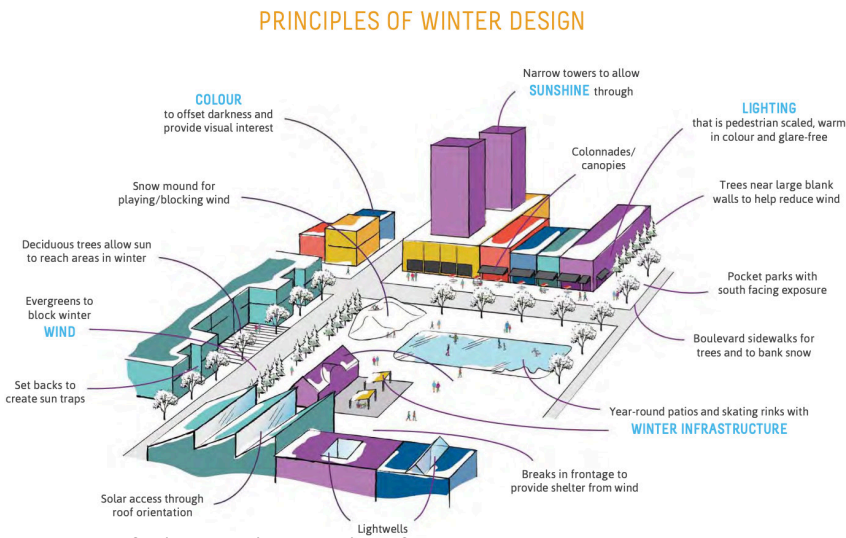 PRINCIPLES OF WINTER DESIGN
Narrow towers to allow
SUNSHINE through
COLOUR
to offset darkness and
provide visual interest
LIGHTING
that is pedestrian scaled, warm
in colour and glare-free
Colonnades/
canopies
Snow mound for
playing/blocking wind
Trees near large blank
walls to help reduce wind
Deciduous trees allow sun
to reach areas in winter
Pocket parks with
south facing exposure
Evergreens to
block winter
WIND
Boulevard sidewalks for
trees and to bank snow
Set backs to
create sun traps
Year-round patios and skating rinks with
WINTER INFRASTRUCTURE
Breaks in frontage to
provide shelter from wind
Solar access through
roof orientation
Lightwells